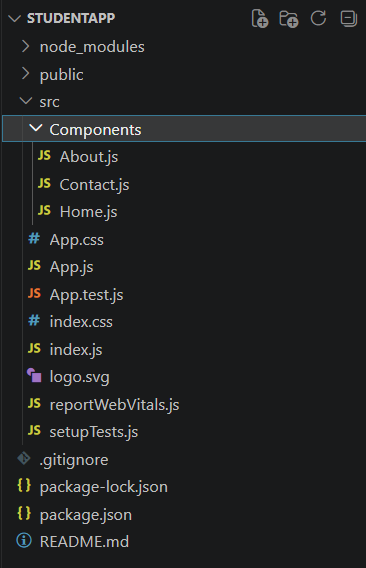 STUDENTAPP
node_modules
public
src
Components
JS About.js
JS Contact.js
JS Home.js
# App.css
JS App.js
JS App.test.js
# index.css
JS index.js
logo.svg
JS reportWebVitals.js
JS setupTests.js
.gitignore
{} package-lock.json
{} package.json
README.md